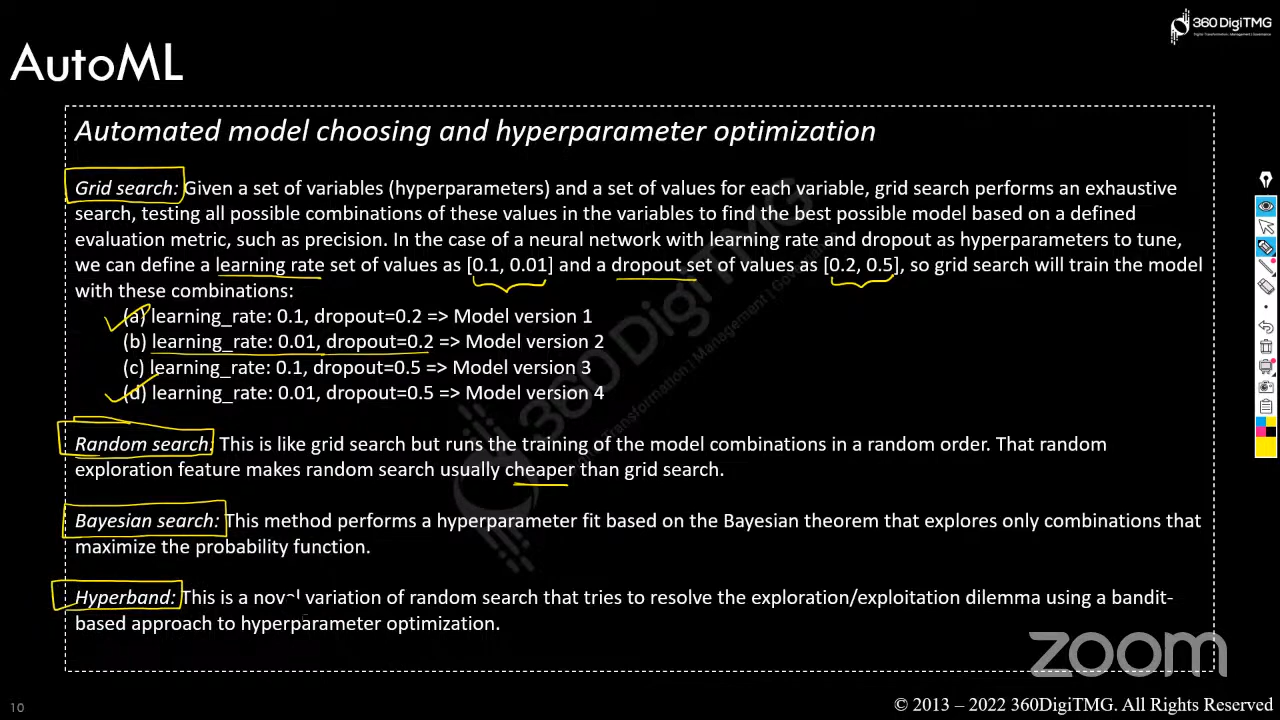 360DigiTMG
AutoML
Automated model choosing and hyperparameter optimization
Grid search: Given a set of variables (hyperparameters) and a set of values for each variable, grid search performs an exhaustive
search, testing all possible combinations of these values in the variables to find the best possible model based on a defined
evaluation metric, such as precision. In the case of a neural network with learning rate and dropout as hyperparameters to tune,
we can define a learning rate set of values as [0.1, 0.01] and a dropout set of values as [0.2, 0.5], so grid search will train the model
with these combinations:
(a) learning_rate: 0.1, dropout=0.2 => Model version 1
(b) learning_rate: 0.01, dropout=0.2 => Model version 2
(c) learning_rate: 0.1, dropout=0.5 => Model version 3
(d) learning_rate: 0.01, dropout=0.5 => Model version 4
Random search: This is like grid search but runs the training of the model combinations in a random order. That random
exploration feature makes random search usually cheaper than grid search.
Bayesian search: This method performs a hyperparameter fit based on the Bayesian theorem that explores only combinations that
maximize the probability function.
Hyperband: This is a novel variation of random search that tries to resolve the exploration/exploitation dilemma using a bandit-
based approach to hyperparameter optimization.
zoom
10
© 2013 – 2022 360DigiTMG. All Rights Reserved
360DigiTMG